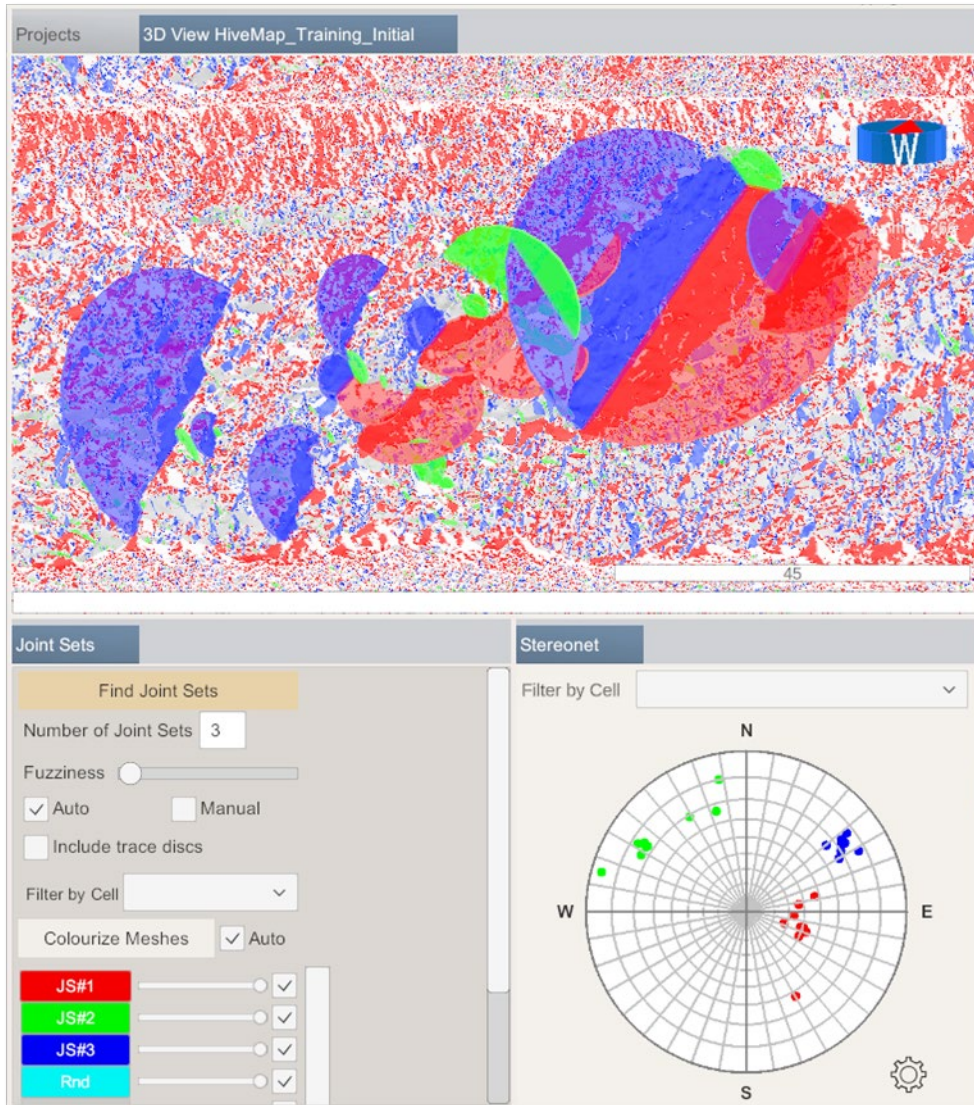 Projects
3D View HiveMap_Training_Initial
W
45
Joint Sets
Find Joint Sets
Number of Joint Sets 3
Fuzziness
Auto
Manual
Include trace discs
Filter by Cell
Colourize Meshes
Auto
JS#1
JS#2
JS#3
Rnd
Stereonet
Filter by Cell
N
W
E
S